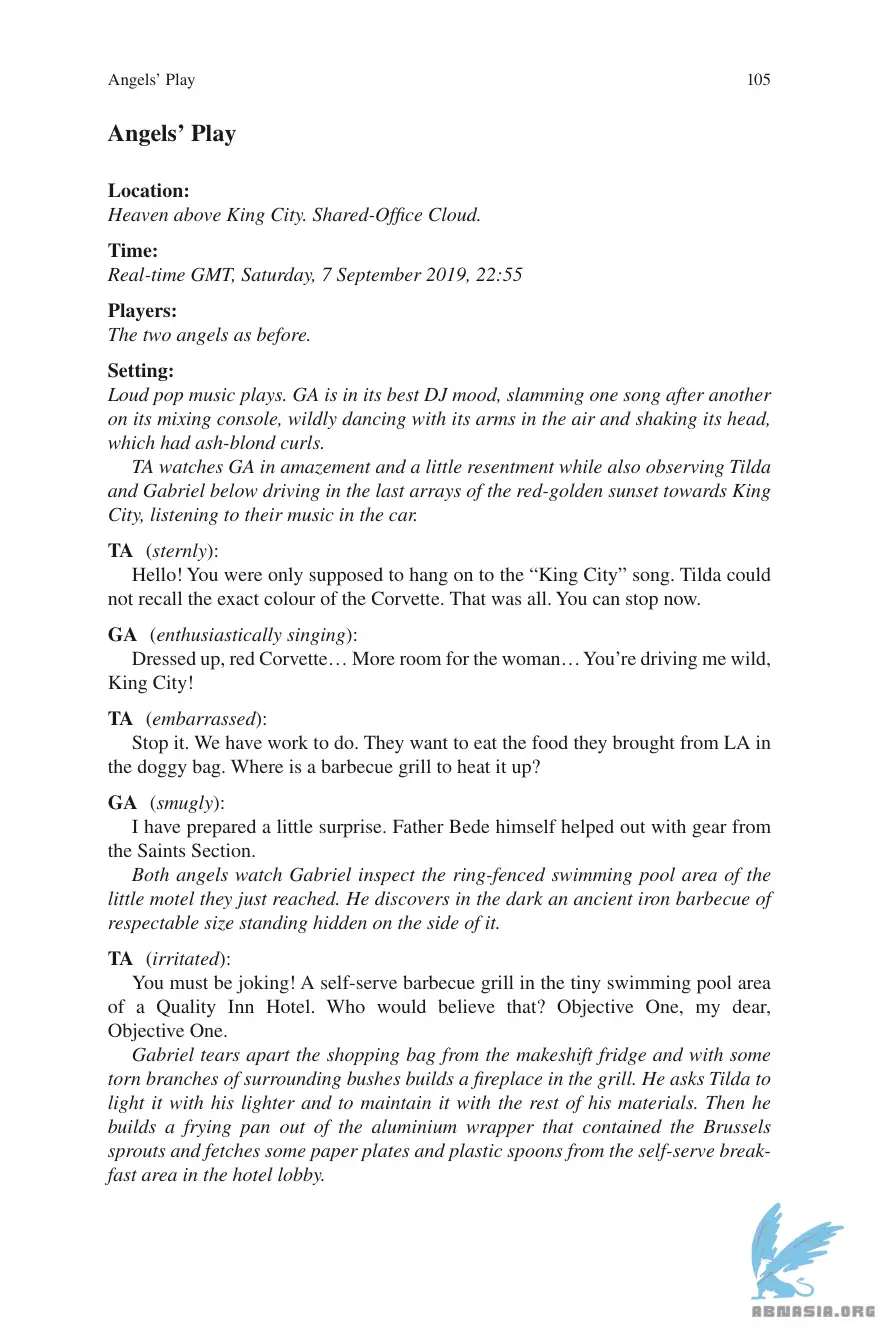 Angels’ Play 105
Angels’ Play
Location:
Heaven above King City. Shared-Office Cloud.
Time:
Real-time GMT, Saturday, 7 September 2019, 22:55
Players:
The two angels as before.
Setting:
Loud pop music plays. GA is in its best DJ mood, slamming one song after another
on its mixing console, wildly dancing with its arms in the air and shaking its head,
which had ash-blond curls.
TA watches GA in amazement and a little resentment while also observing Tilda
and Gabriel below driving in the last arrays of the red-golden sunset towards King
City, listening to their music in the car.
TA (sternly):
Hello! You were only supposed to hang on to the “King City” song. Tilda could
not recall the exact colour of the Corvette. That was all. You can stop now.
GA (enthusiastically singing):
Dressed up, red Corvette… More room for the woman… You’re driving me wild,
King City!
TA (embarrassed):
Stop it. We have work to do. They want to eat the food they brought from LA in
the doggy bag. Where is a barbecue grill to heat it up?
GA (smugly):
I have prepared a little surprise. Father Bede himself helped out with gear from
the Saints Section.
Both angels watch Gabriel inspect the ring-fenced swimming pool area of the
little motel they just reached. He discovers in the dark an ancient iron barbecue of
respectable size standing hidden on the side of it.
TA (irritated):
You must be joking! A self-serve barbecue grill in the tiny swimming pool area
of a Quality Inn Hotel. Who would believe that? Objective One, my dear,
Objective One.
Gabriel tears apart the shopping bag from the makeshift fridge and with some
torn branches of surrounding bushes builds a fireplace in the grill. He asks Tilda to
light it with his lighter and to maintain it with the rest of his materials. Then he
builds a frying pan out of the aluminium wrapper that contained the Brussels
sprouts and fetches some paper plates and plastic spoons from the self-serve break-
fast area in the hotel lobby.
ABNASIA.ORG